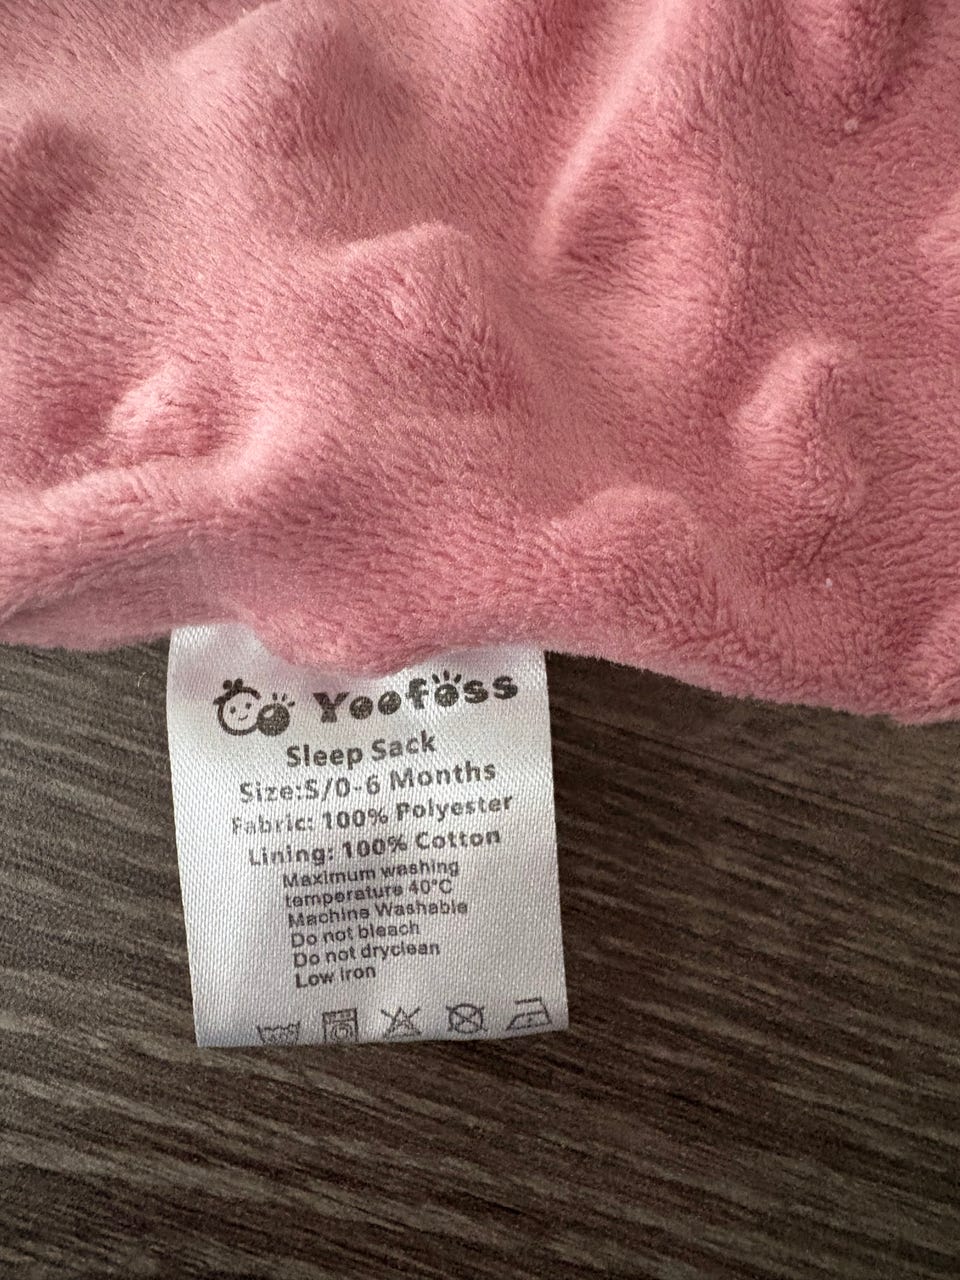 Yoofoss
Sleep Sack
Size:S/0-6 Months
Fabric: 100% Polyester
Lining: 100% Cotton
Maximum washing
temperature 40°C
Machine Washable
Do not bleach
Do not dryclean
Low iron